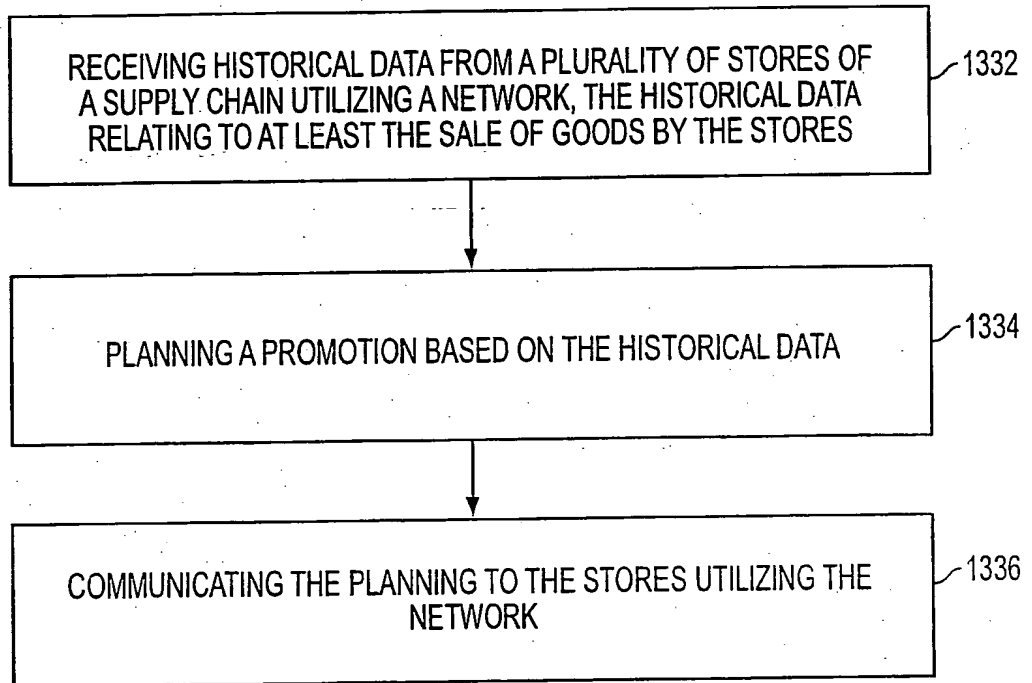 RECEIVING HISTORICAL DATA FROM A PLURALITY OF STORES OF
A SUPPLY CHAIN UTILIZING A NETWORK, THE HISTORICAL DATA
RELATING TO AT LEAST THE SALE OF GOODS BY THE STORES
1332
PLANNING A PROMOTION BASED ON THE HISTORICAL DATA
1334
COMMUNICATING THE PLANNING TO THE STORES UTILIZING THE
NETWORK
1336